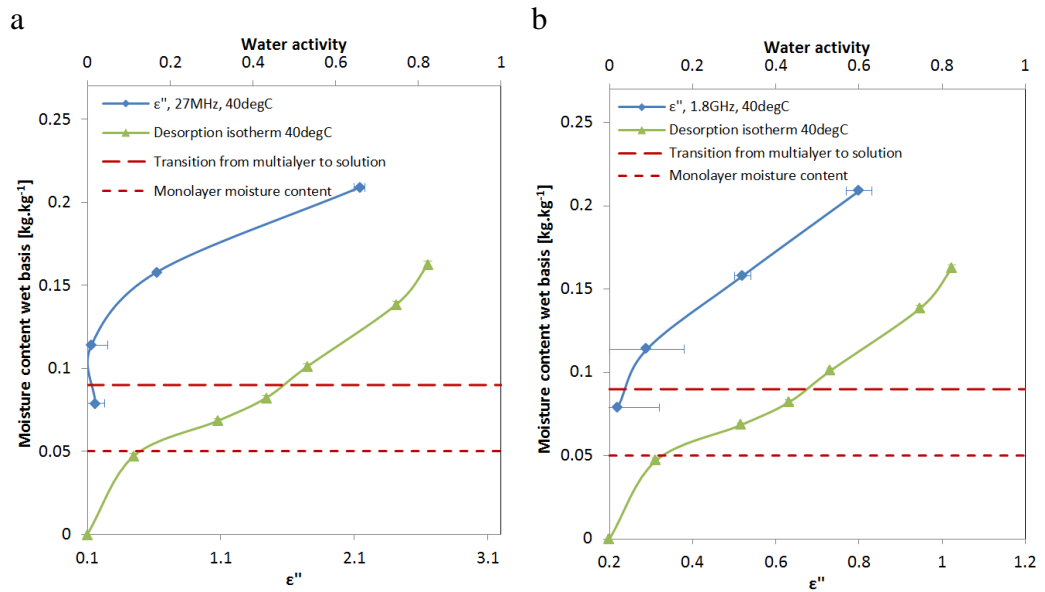 a
Water activity
0 0.2 0.4 0.6 0.8 1
ε'', 27MHz, 40degC
Desorption isotherm 40degC
Transition from multialyer to solution
Monolayer moisture content
Moisture content wet basis [kg.kg-1]
0.25
0.2
0.15
0.1
0.05
0
0.1 1.1 2.1 3.1
ε''
b
Water activity
0 0.2 0.4 0.6 0.8 1
ε'', 1.8GHz, 40degC
Desorption isotherm 40degC
Transition from multialyer to solution
Monolayer moisture content
Moisture content wet basis [kg.kg-1]
0.25
0.2
0.15
0.1
0.05
0
0.2 0.4 0.6 0.8 1 1.2
ε''